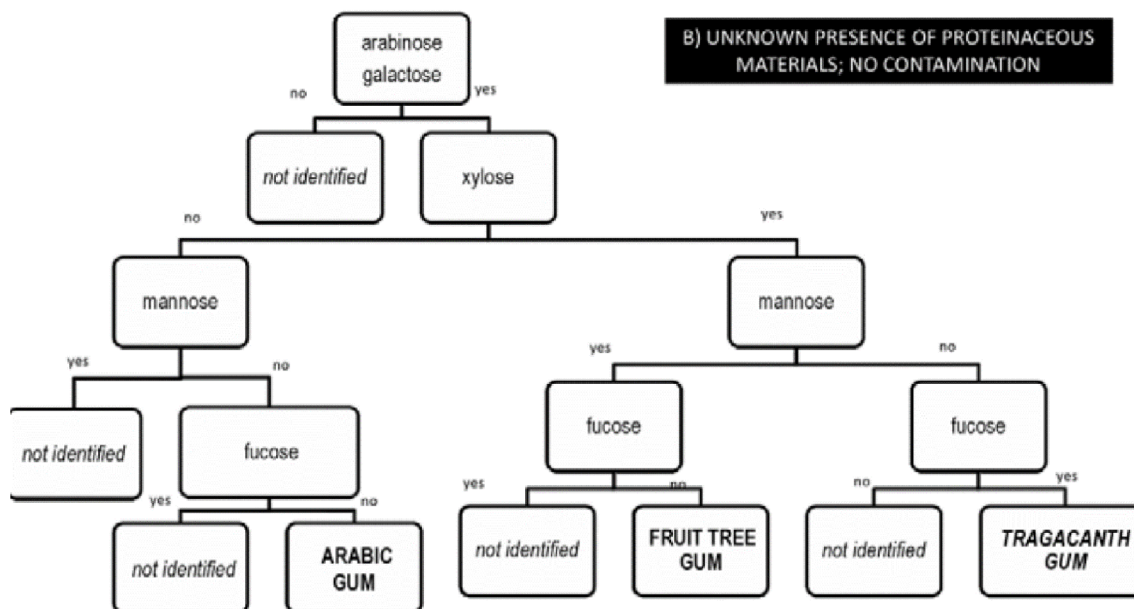 arabinose
galactose
B) UNKNOWN PRESENCE OF PROTEINACEOUS
MATERIALS; NO CONTAMINATION
no
yes
not identified
xylose
no
yes
mannose
mannose
yes
no
yes
no
not identified
fucose
fucose
fucose
yes
no
yes
no
no
yes
not identified
ARABIC
GUM
not identified
FRUIT TREE
GUM
not identified
TRAGACANTH
GUM